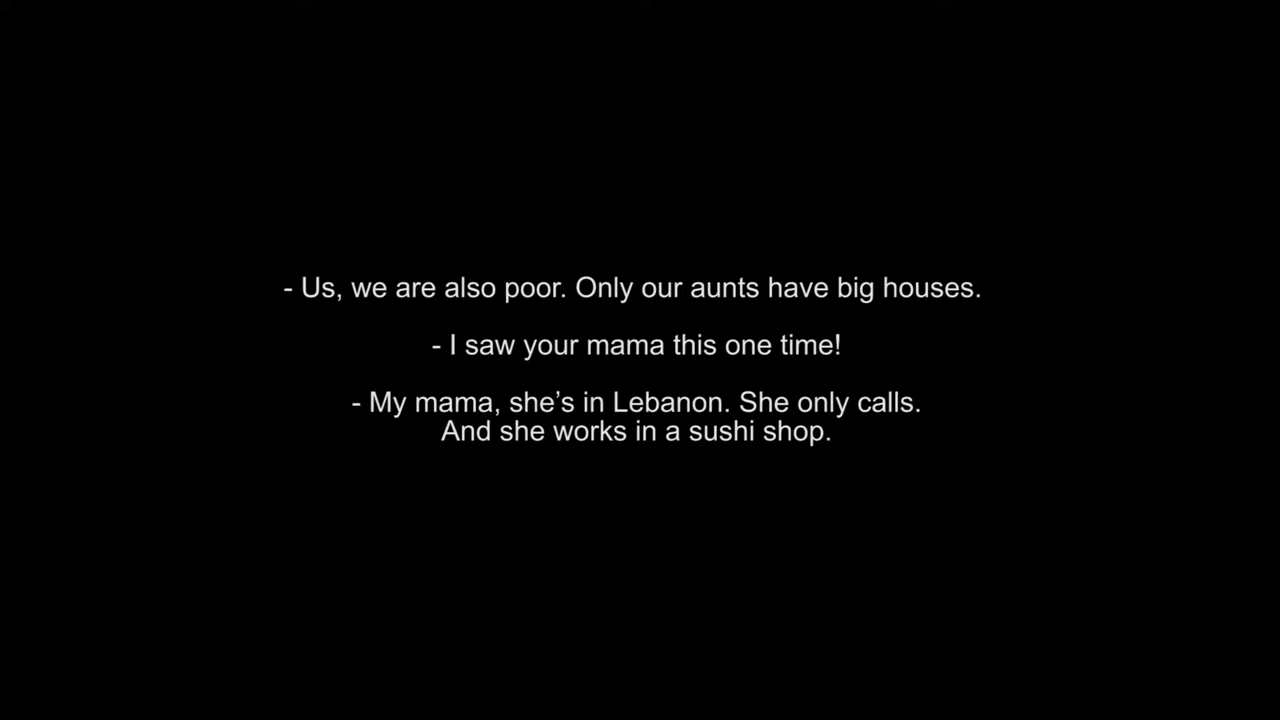 - Us, we are also poor. Only our aunts have big houses.
- I saw your mama this one time!
- My mama, she’s in Lebanon. She only calls.
And she works in a sushi shop.